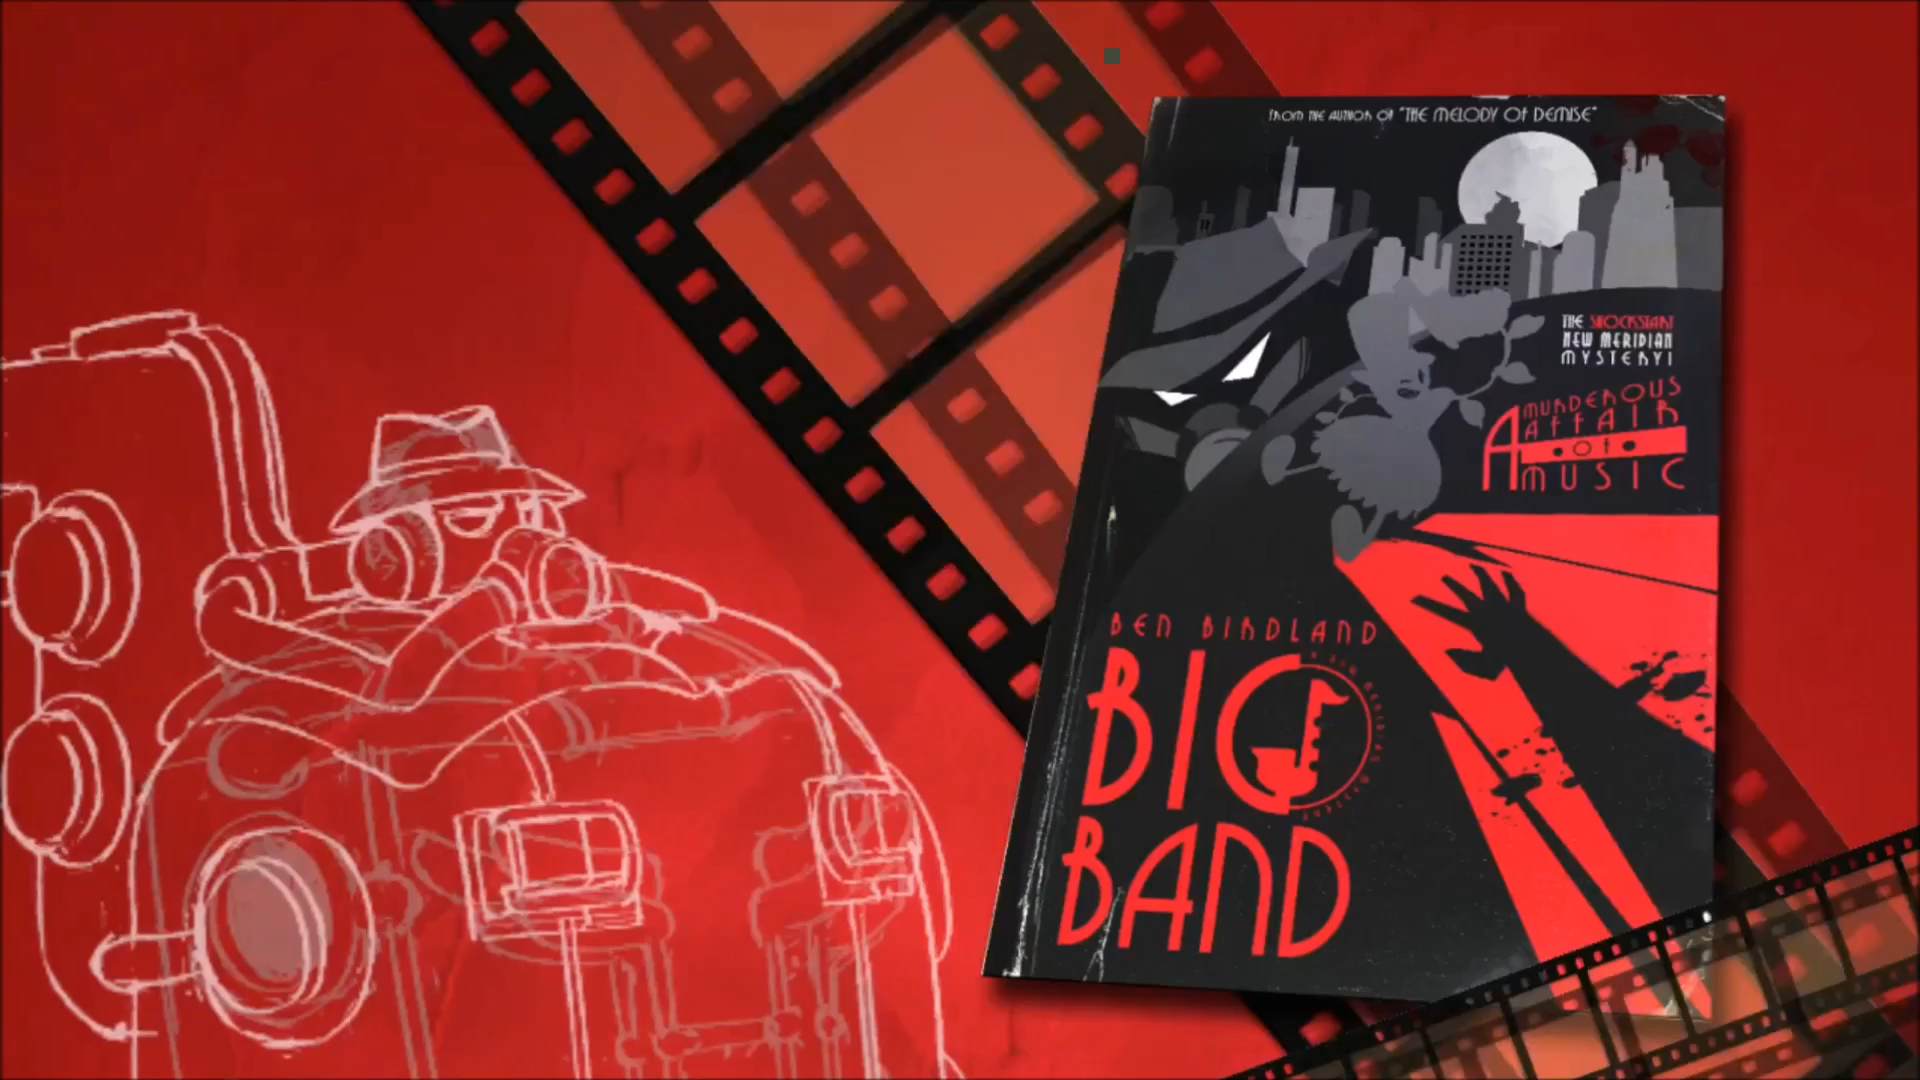 FROM THE AUTHOR OF "THE MELODY OF DEMISE"
THE SHOCKSTART
NEW MERIDIAN
MYSTERY!
A MURDEROUS
AFFAIR
OF
MUSIC
BEN BIRDLAND
BIG
BAND